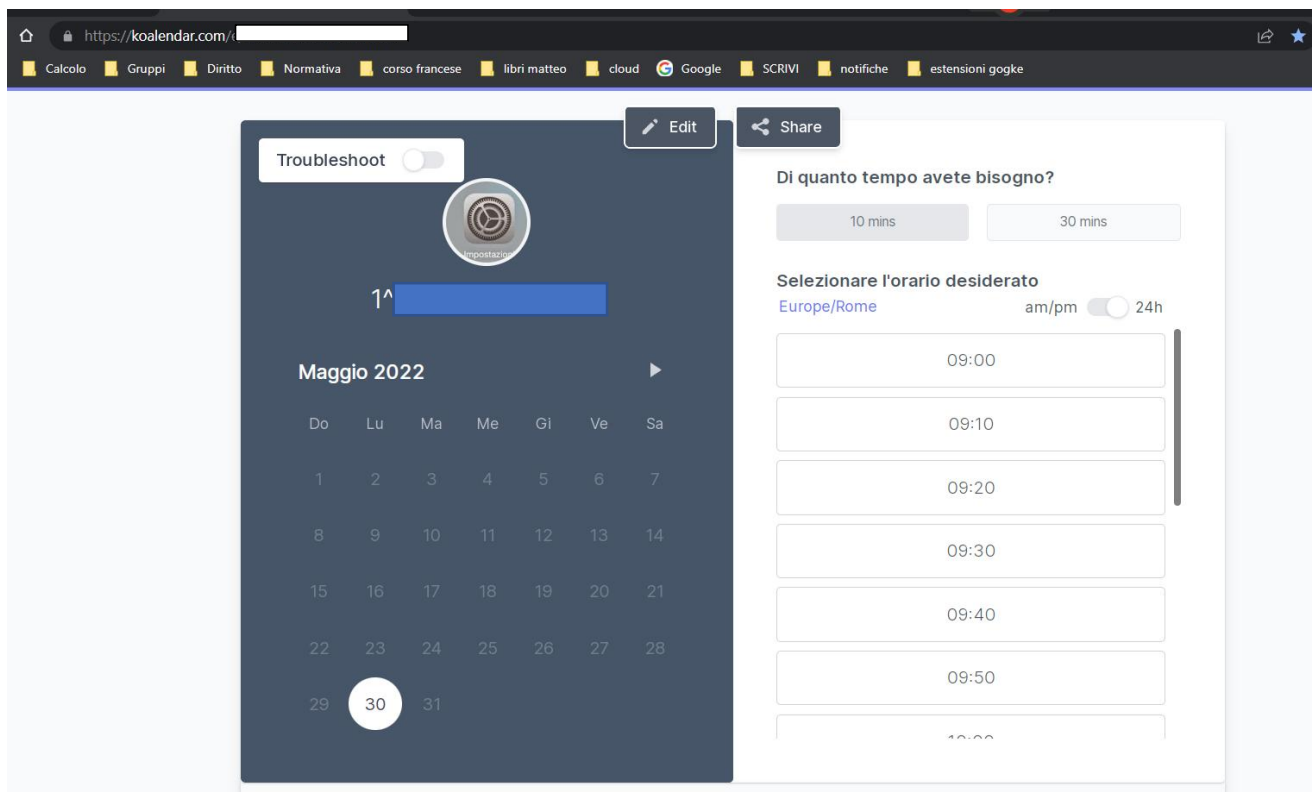 https://koalendar.com/
Calcolo Gruppi Diritto Normativa corso francese libri matteo cloud Google SCRIVI notifiche estensioni gogke
Edit
Share
Troubleshoot
Impostazioni
1^
Maggio 2022
Do Lu Ma Me Gi Ve Sa
1 2 3 4 5 6 7
8 9 10 11 12 13 14
15 16 17 18 19 20 21
22 23 24 25 26 27 28
29 30 31
Di quanto tempo avete bisogno?
10 mins 30 mins
Selezionare l'orario desiderato
Europe/Rome am/pm 24h
09:00
09:10
09:20
09:30
09:40
09:50